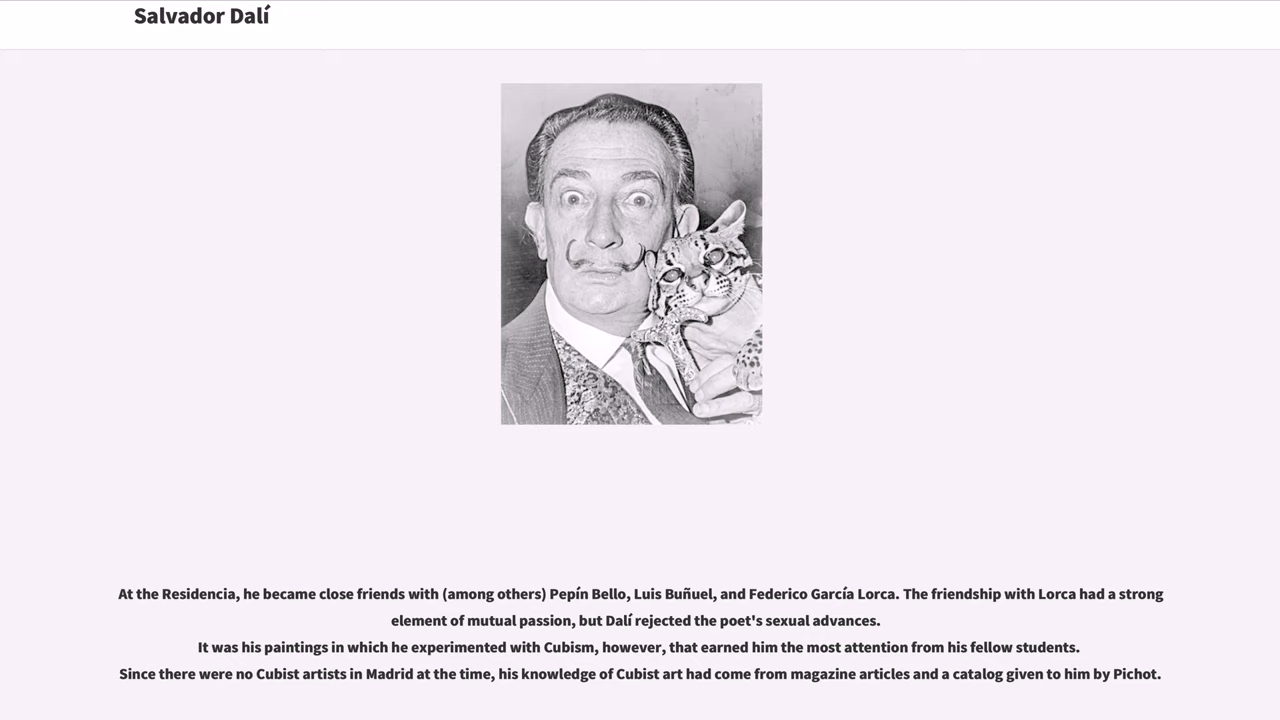 Salvador Dalí
At the Residencia, he became close friends with (among others) Pepín Bello, Luis Buñuel, and Federico García Lorca. The friendship with Lorca had a strong
element of mutual passion, but Dalí rejected the poet's sexual advances.
It was his paintings in which he experimented with Cubism, however, that earned him the most attention from his fellow students.
Since there were no Cubist artists in Madrid at the time, his knowledge of Cubist art had come from magazine articles and a catalog given to him by Pichot.